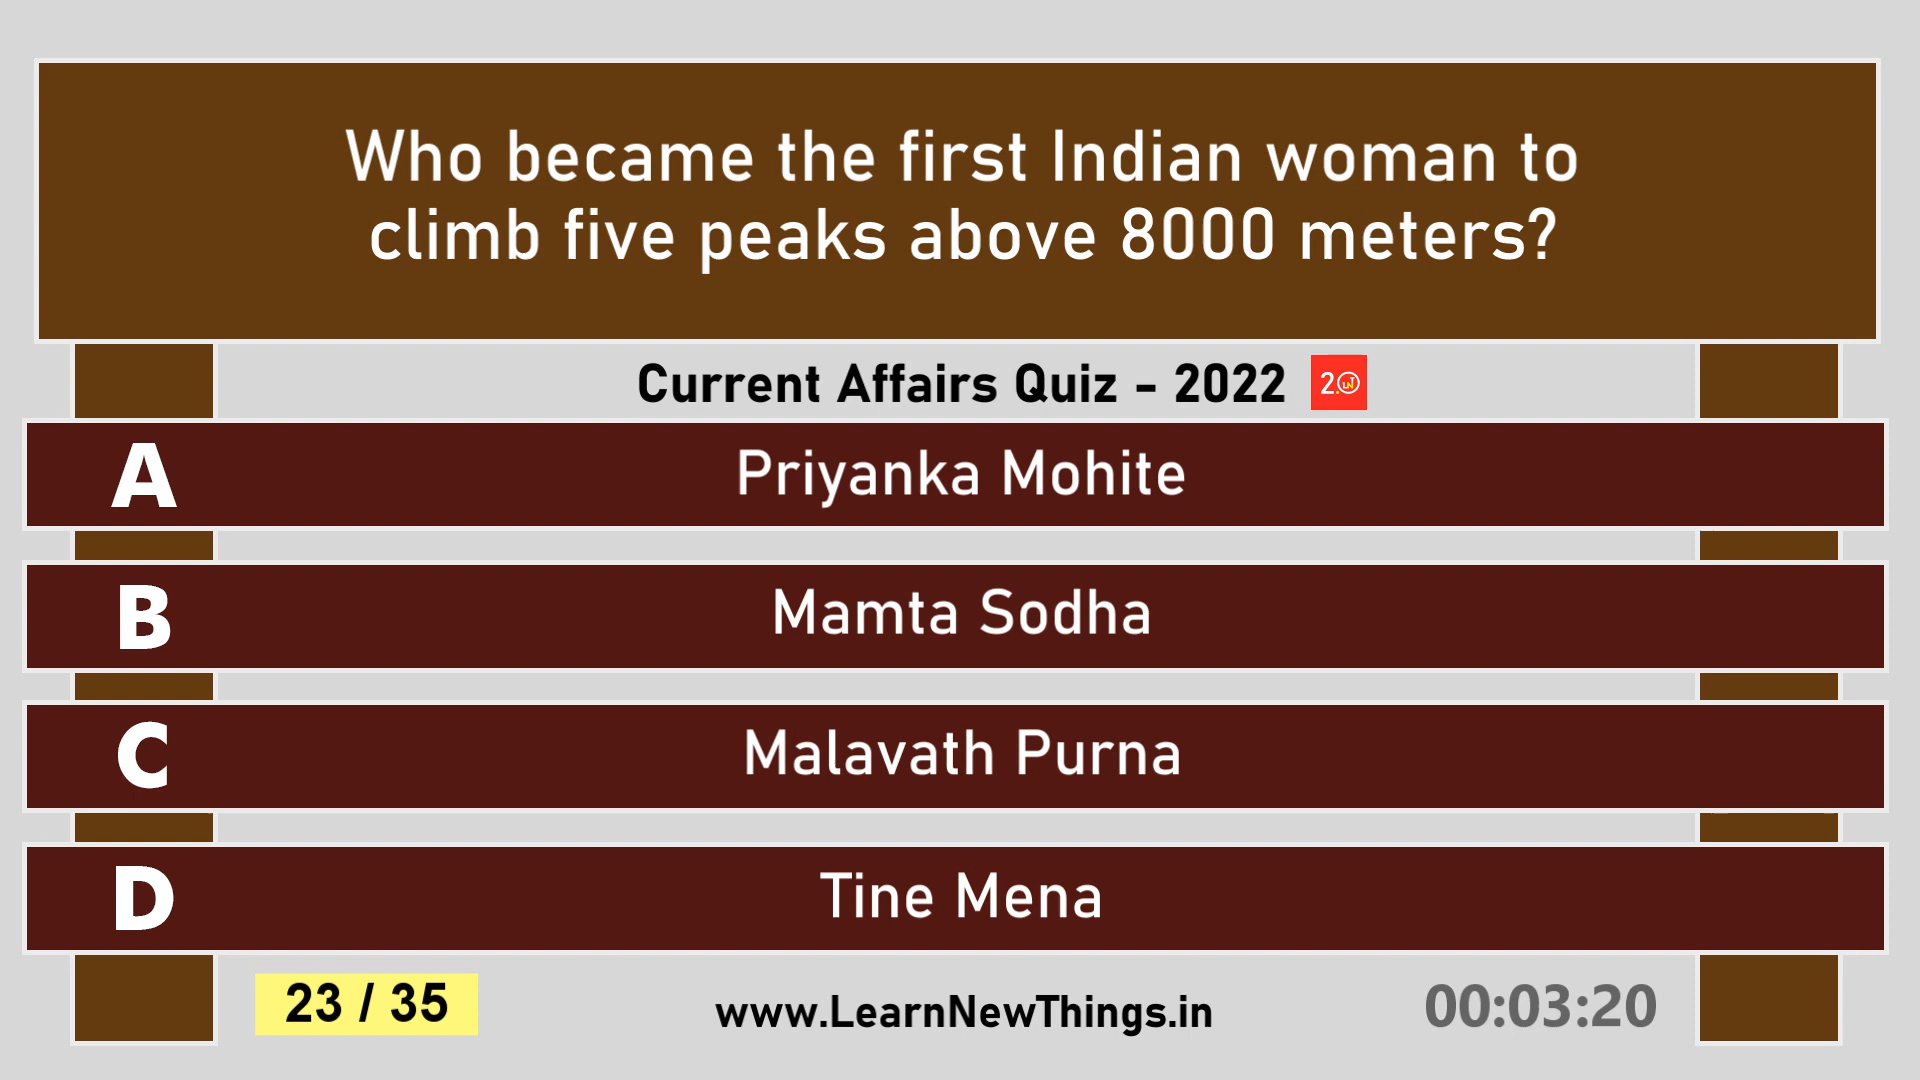 Who became the first Indian woman to
climb five peaks above 8000 meters?
Current Affairs Quiz - 2022
2.
A
Priyanka Mohite
B
Mamta Sodha
C
Malavath Purna
D
Tine Mena
23 / 35
www.LearnNewThings.in
00:03:20